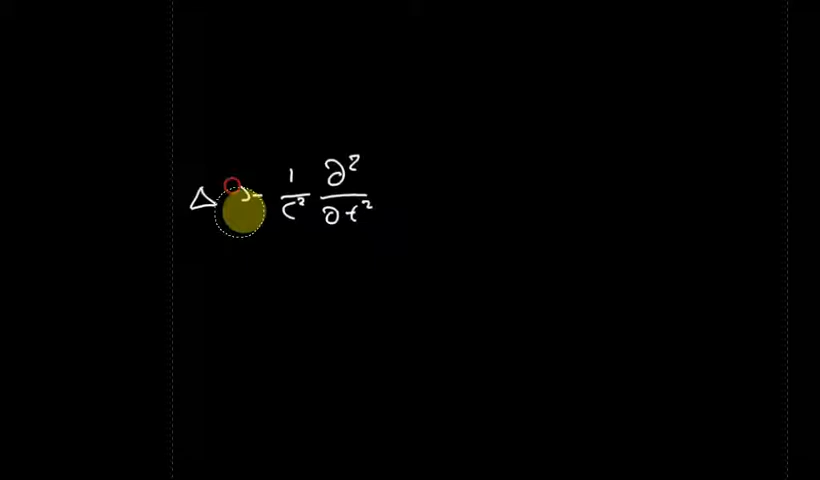 Δ - 1/c² ∂²/∂t²